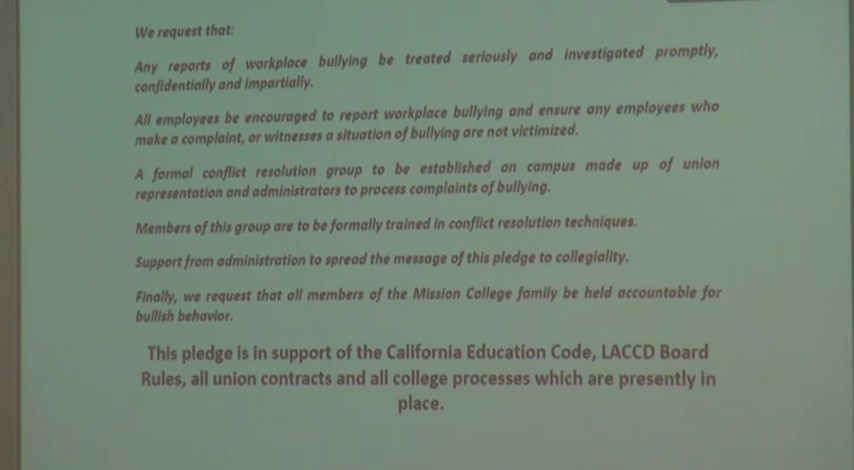 We request that:
Any reports of workplace bullying be treated seriously and investigated promptly,
confidentially and impartially.
All employees be encouraged to report workplace bullying and ensure any employees who
make a complaint, or witnesses a situation of bullying are not victimized.
A formal conflict resolution group to be established on campus made up of union
representation and administrators to process complaints of bullying.
Members of this group are to be formally trained in conflict resolution techniques.
Support from administration to spread the message of this pledge to collegiality.
Finally, we request that all members of the Mission College family be held accountable for
bullish behavior.
This pledge is in support of the California Education Code, LACCD Board
Rules, all union contracts and all college processes which are presently in
place.